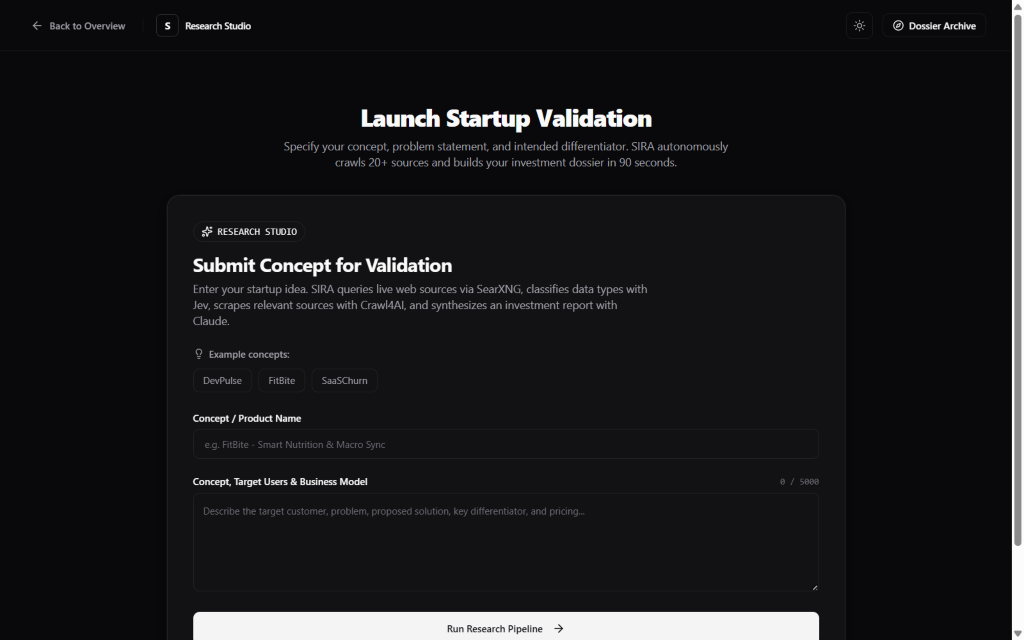 Back to Overview
S
Research Studio
Dossier Archive
Launch Startup Validation
Specify your concept, problem statement, and intended differentiator. SIRA autonomously
crawls 20+ sources and builds your investment dossier in 90 seconds.
RESEARCH STUDIO
Submit Concept for Validation
Enter your startup idea. SIRA queries live web sources via SearXNG, classifies data types with
Jev, scrapes relevant sources with Crawl4AI, and synthesizes an investment report with
Claude.
Example concepts:
DevPulse
FitBite
SaaSChurn
Concept / Product Name
e.g. FitBite - Smart Nutrition & Macro Sync
Concept, Target Users & Business Model
0 / 5000
Describe the target customer, problem, proposed solution, key differentiator, and pricing...
Run Research Pipeline